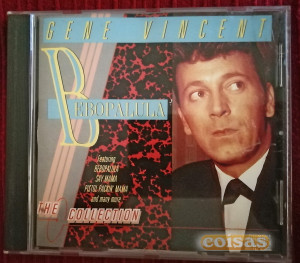 GENE VINCENT
BEBOPALULA
Featuring
BEBOPALULA
SAY MAMA
PISTOL PACKIN' MAMA
and many more
THE COLLECTION
coisas